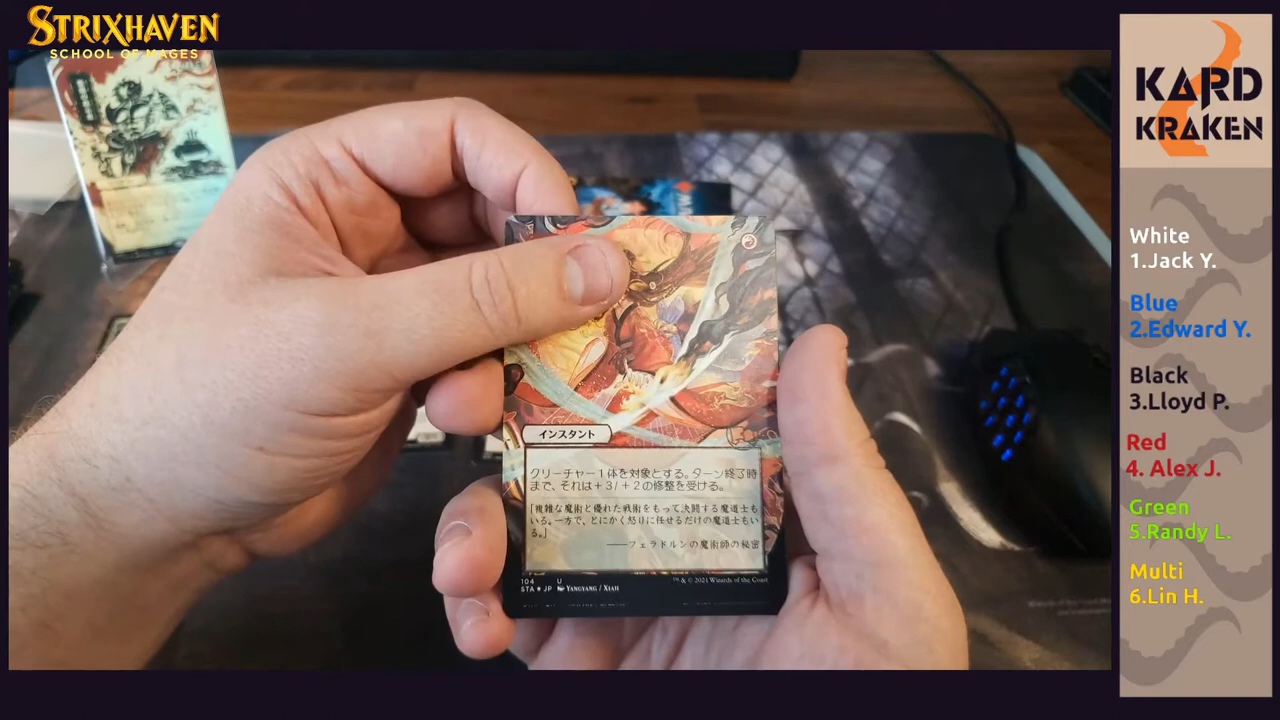 STRIXHAVEN
SCHOOL OF MAGES
KARD
KRAKEN
White
1.Jack Y.
Blue
2.Edward Y.
Black
3.Lloyd P.
Red
4. Alex J.
Green
5.Randy L.
Multi
6.Lin H.
インスタント
クリーチャー1体を対象とする。ターン終了時
まで、それは+3/+2の修整を受ける。
[複雑な魔術と優れた戦術をもって決闘する魔道士も
いる。一方で、とにかく怒りに任せるだけの魔道士もい
る。]
――フェラドルンの魔術師の秘密
104 U
STA ★ JP YANGYANG / XIAH
™ & © 2021 Wizards of the Coast